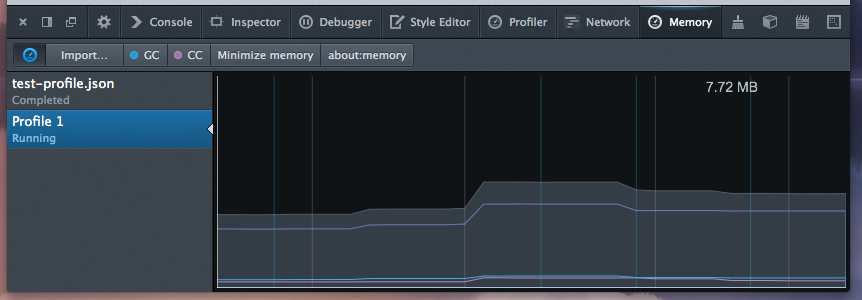 Console Inspector Debugger Style Editor Profiler Network Memory
Import... GC CC Minimize memory about:memory
test-profile.json
Completed
7.72 MB
Profile 1
Running